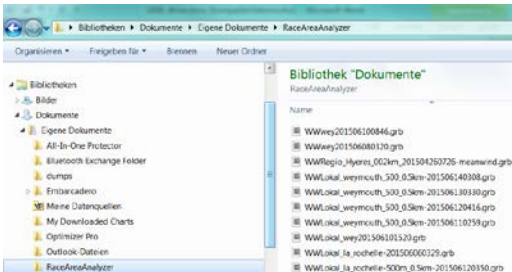 Bibliotheken ▸ Dokumente ▸ Eigene Dokumente ▸ RaceAreaAnalyzer
Organisieren Freigeben für Brennen Neuer Ordner
Bibliotheken
Bilder
Dokumente
Eigene Dokumente
All-In-One Protector
Bluetooth Exchange Folder
dumps
Embarcadero
Meine Datenquellen
My Downloaded Charts
Optimizer Pro
Outlook-Dateien
RaceAreaAnalyzer
Bibliothek "Dokumente"
RaceAreaAnalyzer
Name
WWwey201506100846.grb
WWwey201506080320.grb
WWRegio_Hyeres_002km_201504260726-meanwind.grb
WWLokal_weymouth_500_0.5km-201506140308.grb
WWLokal_weymouth_500_0.5km-201506130330.grb
WWLokal_weymouth_500_0.5km-201506120416.grb
WWLokal_weymouth_500_0.5km-201506110259.grb
WWLokal_wey201506101520.grb
WWLokal_la_rochelle-201506060329.grb
WWLokal_la_rochelle-500m_0.5km-201506120350.grb